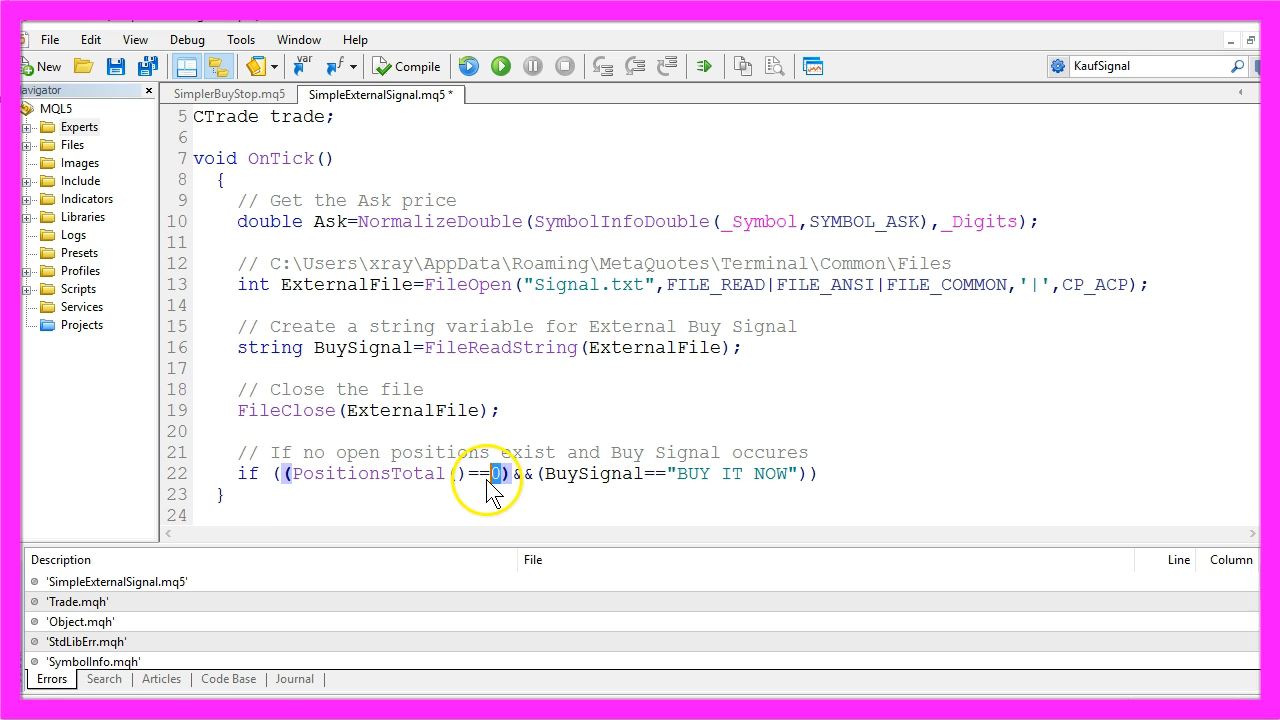 File Edit View Debug Tools Window Help
New Compile KaufSignal
avigator
SimplerBuyStop.mq5 SimpleExternalSignal.mq5 *
MQL5
Experts
Files
Images
Include
Indicators
Libraries
Logs
Presets
Profiles
Scripts
Services
Projects
5 CTrade trade;
6
7 void OnTick()
8 {
9 // Get the Ask price
10 double Ask=NormalizeDouble(SymbolInfoDouble(_Symbol,SYMBOL_ASK),_Digits);
11
12 // C:\Users\xray\AppData\Roaming\MetaQuotes\Terminal\Common\Files
13 int ExternalFile=FileOpen("Signal.txt",FILE_READ|FILE_ANSI|FILE_COMMON,'|',CP_ACP);
14
15 // Create a string variable for External Buy Signal
16 string BuySignal=FileReadString(ExternalFile);
17
18 // Close the file
19 FileClose(ExternalFile);
20
21 // If no open positions exist and Buy Signal occures
22 if ((PositionsTotal()==0)&&(BuySignal=="BUY IT NOW"))
23 }
24
Description File Line Column
'SimpleExternalSignal.mq5'
'Trade.mqh'
'Object.mqh'
'StdLibErr.mqh'
'SymbolInfo.mqh'
Errors Search Articles Code Base Journal